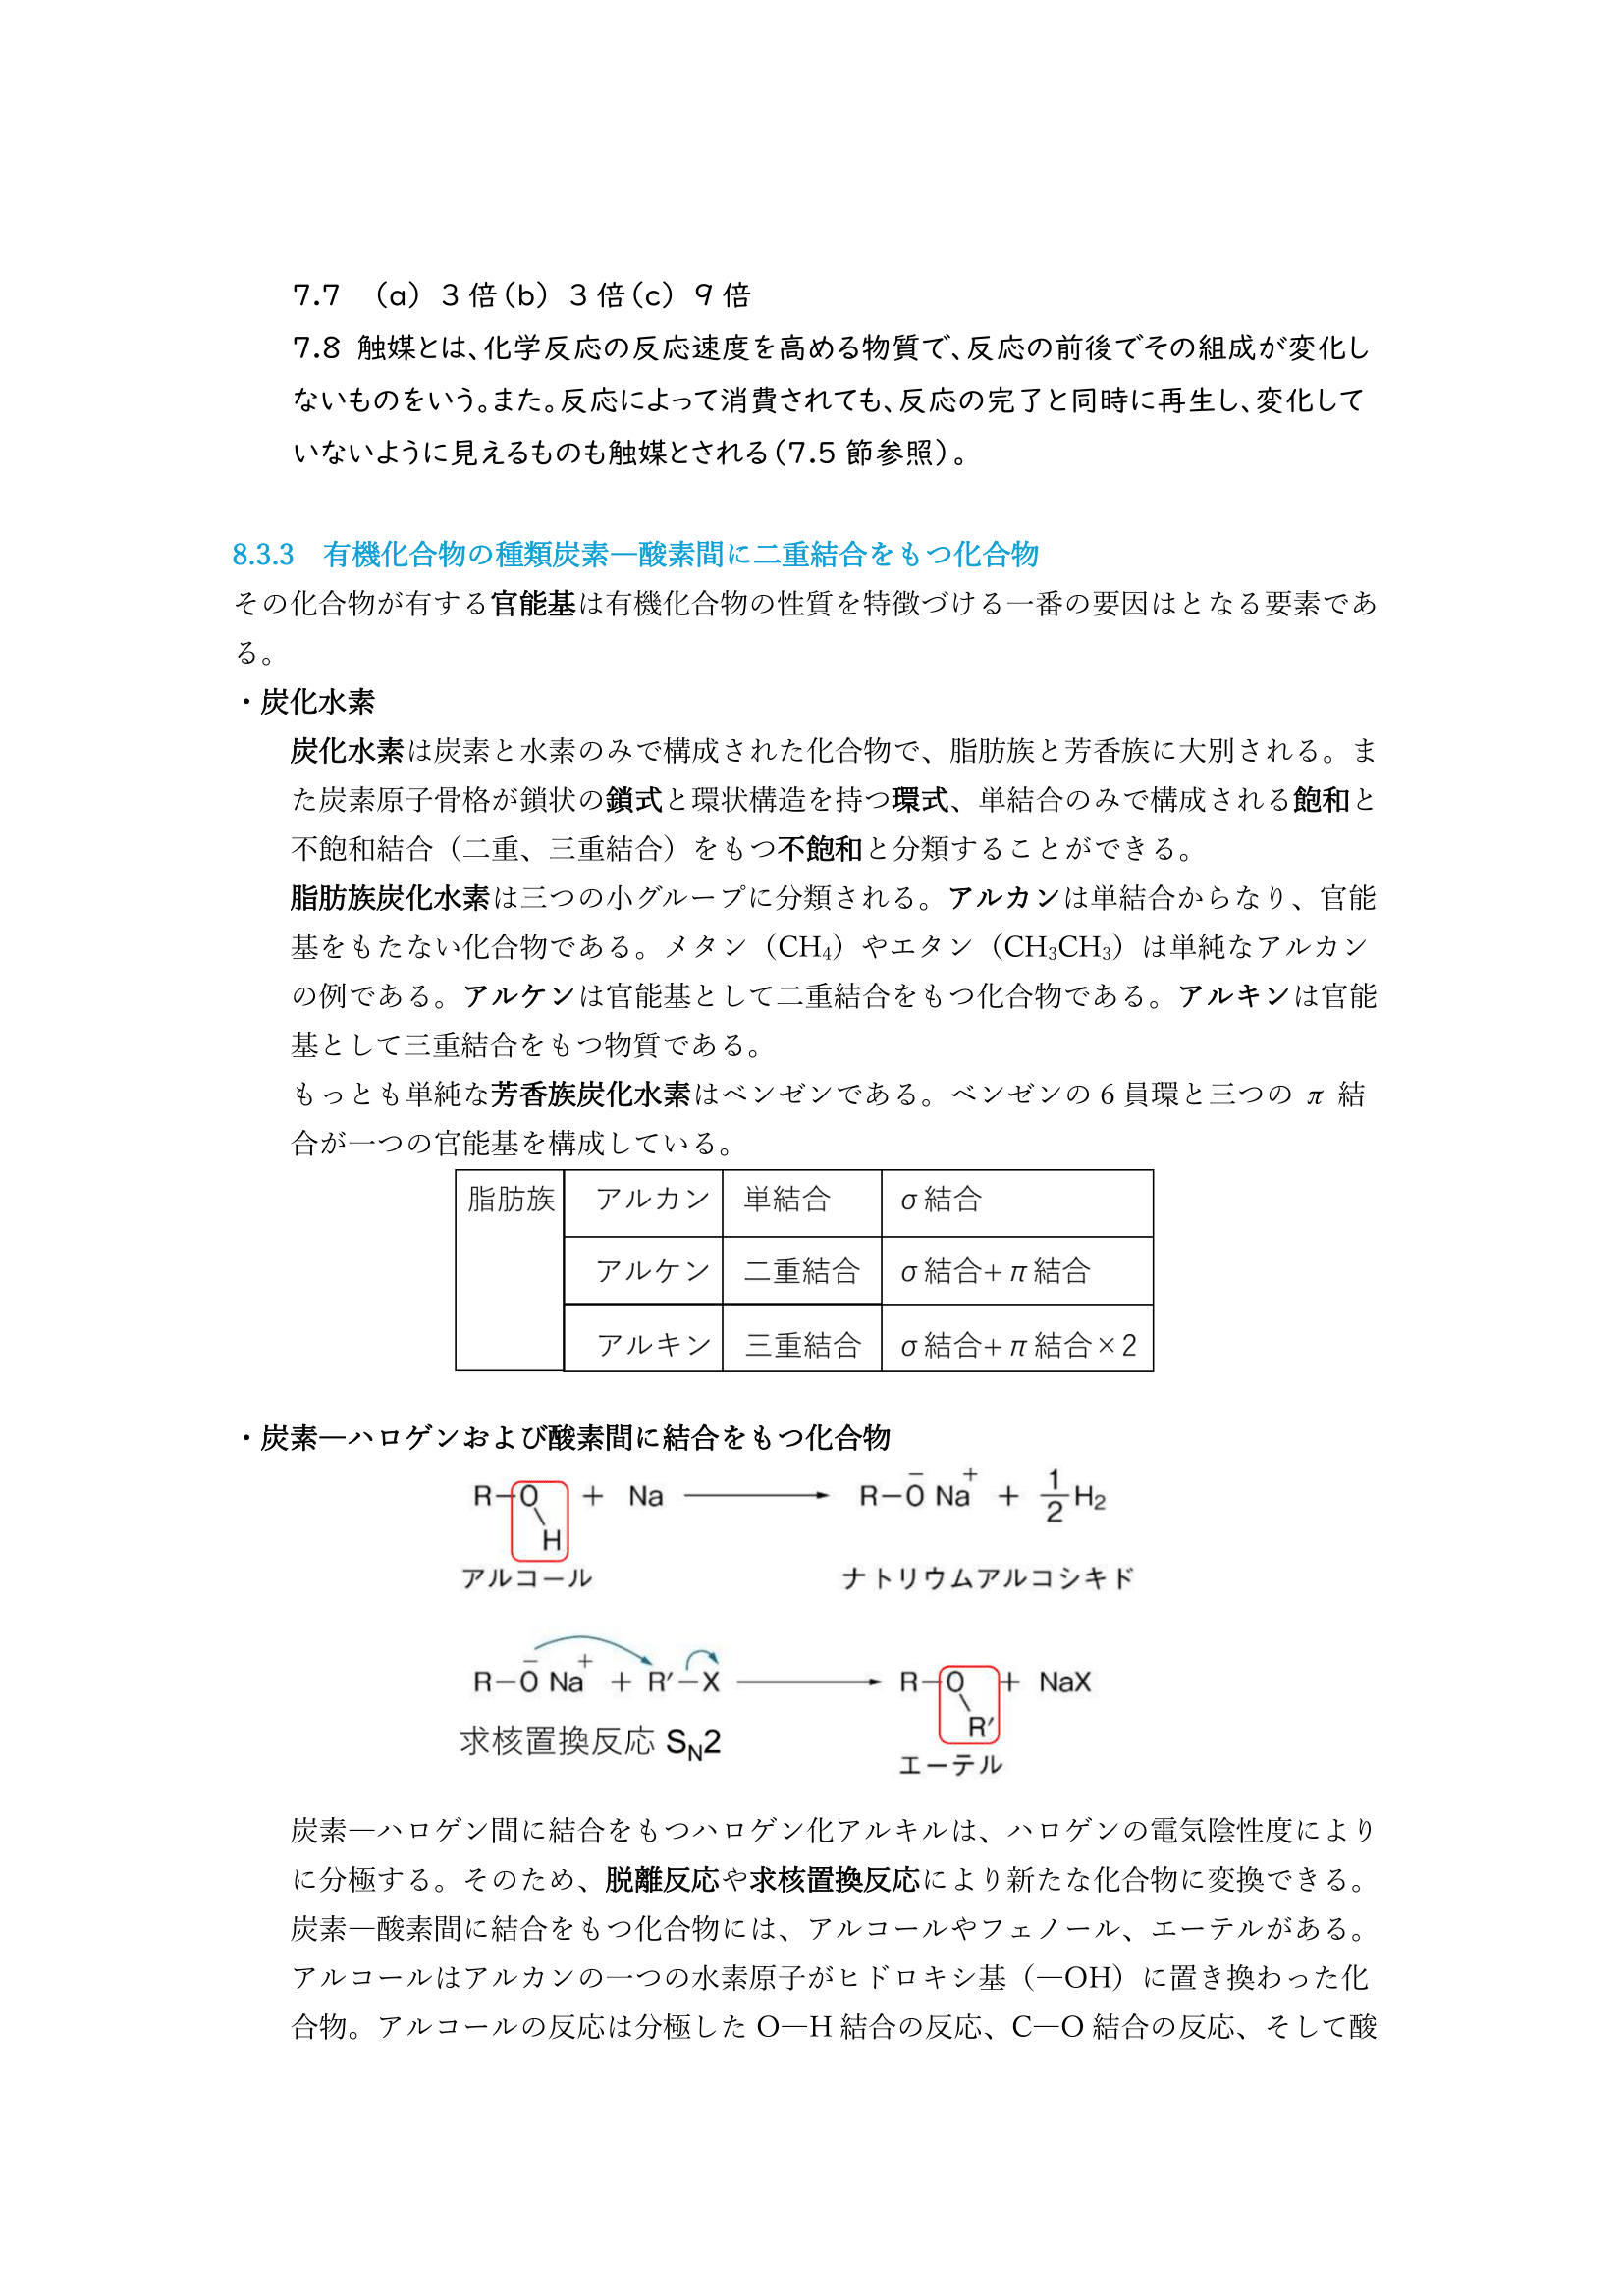 7.7　（a）3倍（b）3倍（c）9倍
7.8 触媒とは、化学反応の反応速度を高める物質で、反応の前後でその組成が変化し
ないものをいう。また。反応によって消費されても、反応の完了と同時に再生し、変化して
いないように見えるものも触媒とされる（7.5 節参照）。
8.3.3　有機化合物の種類炭素―酸素間に二重結合をもつ化合物
その化合物が有する官能基は有機化合物の性質を特徴づける一番の要因はとなる要素であ
る。
・炭化水素
炭化水素は炭素と水素のみで構成された化合物で、脂肪族と芳香族に大別される。ま
た炭素原子骨格が鎖状の鎖式と環状構造を持つ環式、単結合のみで構成される飽和と
不飽和結合（二重、三重結合）をもつ不飽和と分類することができる。
脂肪族炭化水素は三つの小グループに分類される。アルカンは単結合からなり、官能
基をもたない化合物である。メタン（CH₄）やエタン（CH₃CH₃）は単純なアルカン
の例である。アルケンは官能基として二重結合をもつ化合物である。アルキンは官能
基として三重結合をもつ物質である。
もっとも単純な芳香族炭化水素はベンゼンである。ベンゼンの 6 員環と三つの π 結
合が一つの官能基を構成している。
脂肪族 アルカン 単結合 σ結合
アルケン 二重結合 σ結合+π結合
アルキン 三重結合 σ結合+π結合×2
・炭素―ハロゲンおよび酸素間に結合をもつ化合物
R−O + Na R−O⁻ Na⁺ + 1/2 H₂
H
アルコール ナトリウムアルコシキド
R−O⁻ Na⁺ + R′−X R−O + NaX
R′
求核置換反応 S_N2
エーテル
炭素―ハロゲン間に結合をもつハロゲン化アルキルは、ハロゲンの電気陰性度により
に分極する。そのため、脱離反応や求核置換反応により新たな化合物に変換できる。
炭素―酸素間に結合をもつ化合物には、アルコールやフェノール、エーテルがある。
アルコールはアルカンの一つの水素原子がヒドロキシ基（―OH）に置き換わった化
合物。アルコールの反応は分極した O―H 結合の反応、C―O 結合の反応、そして酸